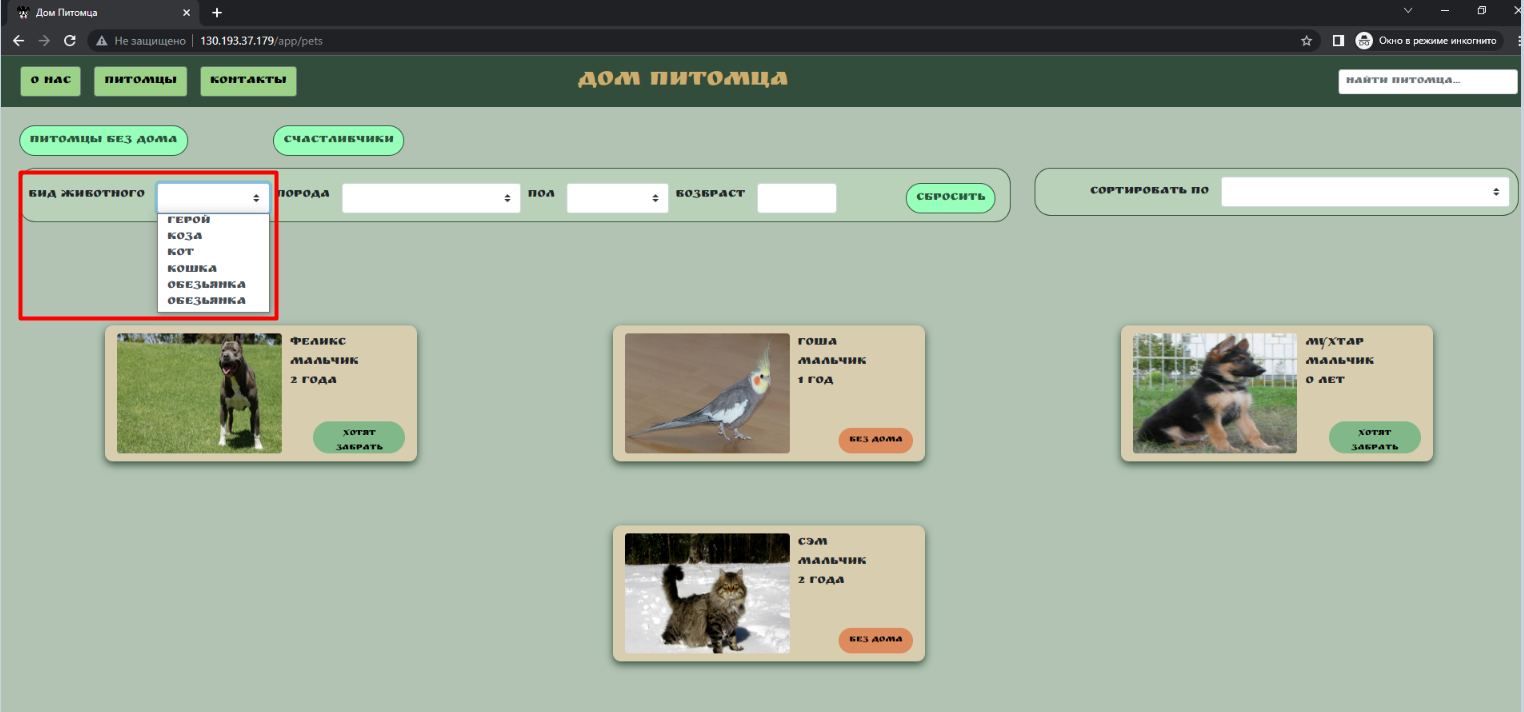 Дом Питомца
Не защищено 130.193.37.179/app/pets
Окно в режиме инкогнито
О НАС
ПИТОМЦЫ
КОНТАКТЫ
ДОМ ПИТОМЦА
НАЙТИ ПИТОМЦА...
ПИТОМЦЫ БЕЗ ДОМА
СЧАСТЛИВЧИКИ
ВИД ЖИВОТНОГО
ПОРОДА
ПОЛ
ВОЗВРАСТ
СБРОСИТЬ
СОРТИРОВАТЬ ПО
ГЕРОЙ
КОЗА
КОТ
КОШКА
ОБЕЗЬЯНКА
ОБЕЗЬЯНКА
ФЕЛИКС
МАЛЬЧИК
2 ГОДА
ХОТЯТ
ЗАБРАТЬ
ГОША
МАЛЬЧИК
1 ГОД
БЕЗ ДОМА
МУХТАР
МАЛЬЧИК
0 ЛЕТ
ХОТЯТ
ЗАБРАТЬ
СЭМ
МАЛЬЧИК
2 ГОДА
БЕЗ ДОМА